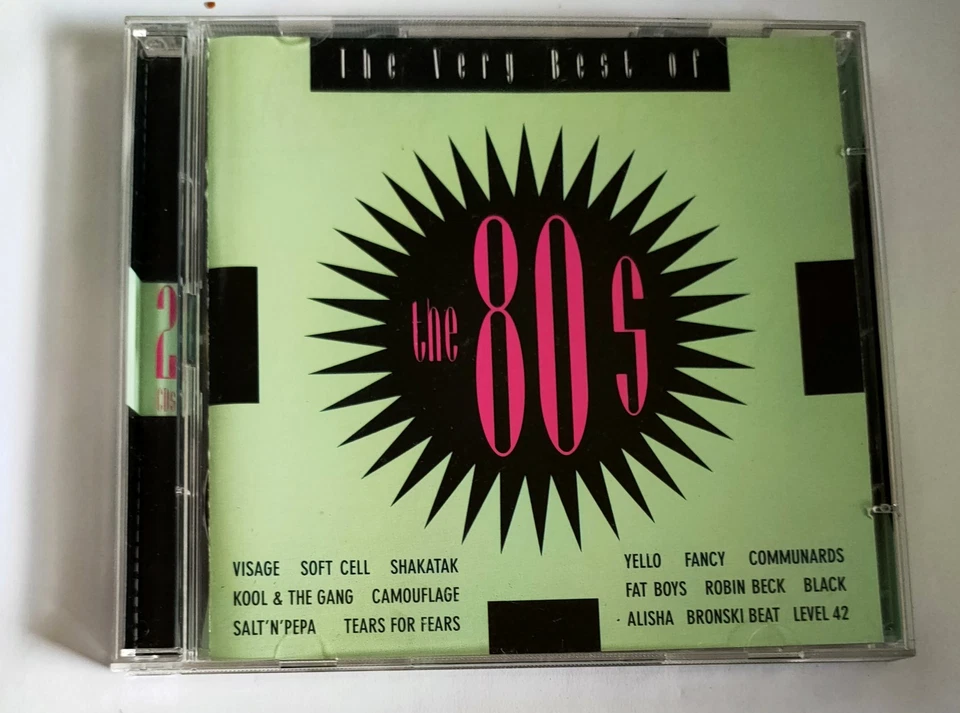 The Very Best of
the 80s
2
CDs
VISAGE SOFT CELL SHAKATAK
KOOL & THE GANG CAMOUFLAGE
SALT'N'PEPA TEARS FOR FEARS
YELLO FANCY COMMUNARDS
FAT BOYS ROBIN BECK BLACK
· ALISHA BRONSKI BEAT LEVEL 42